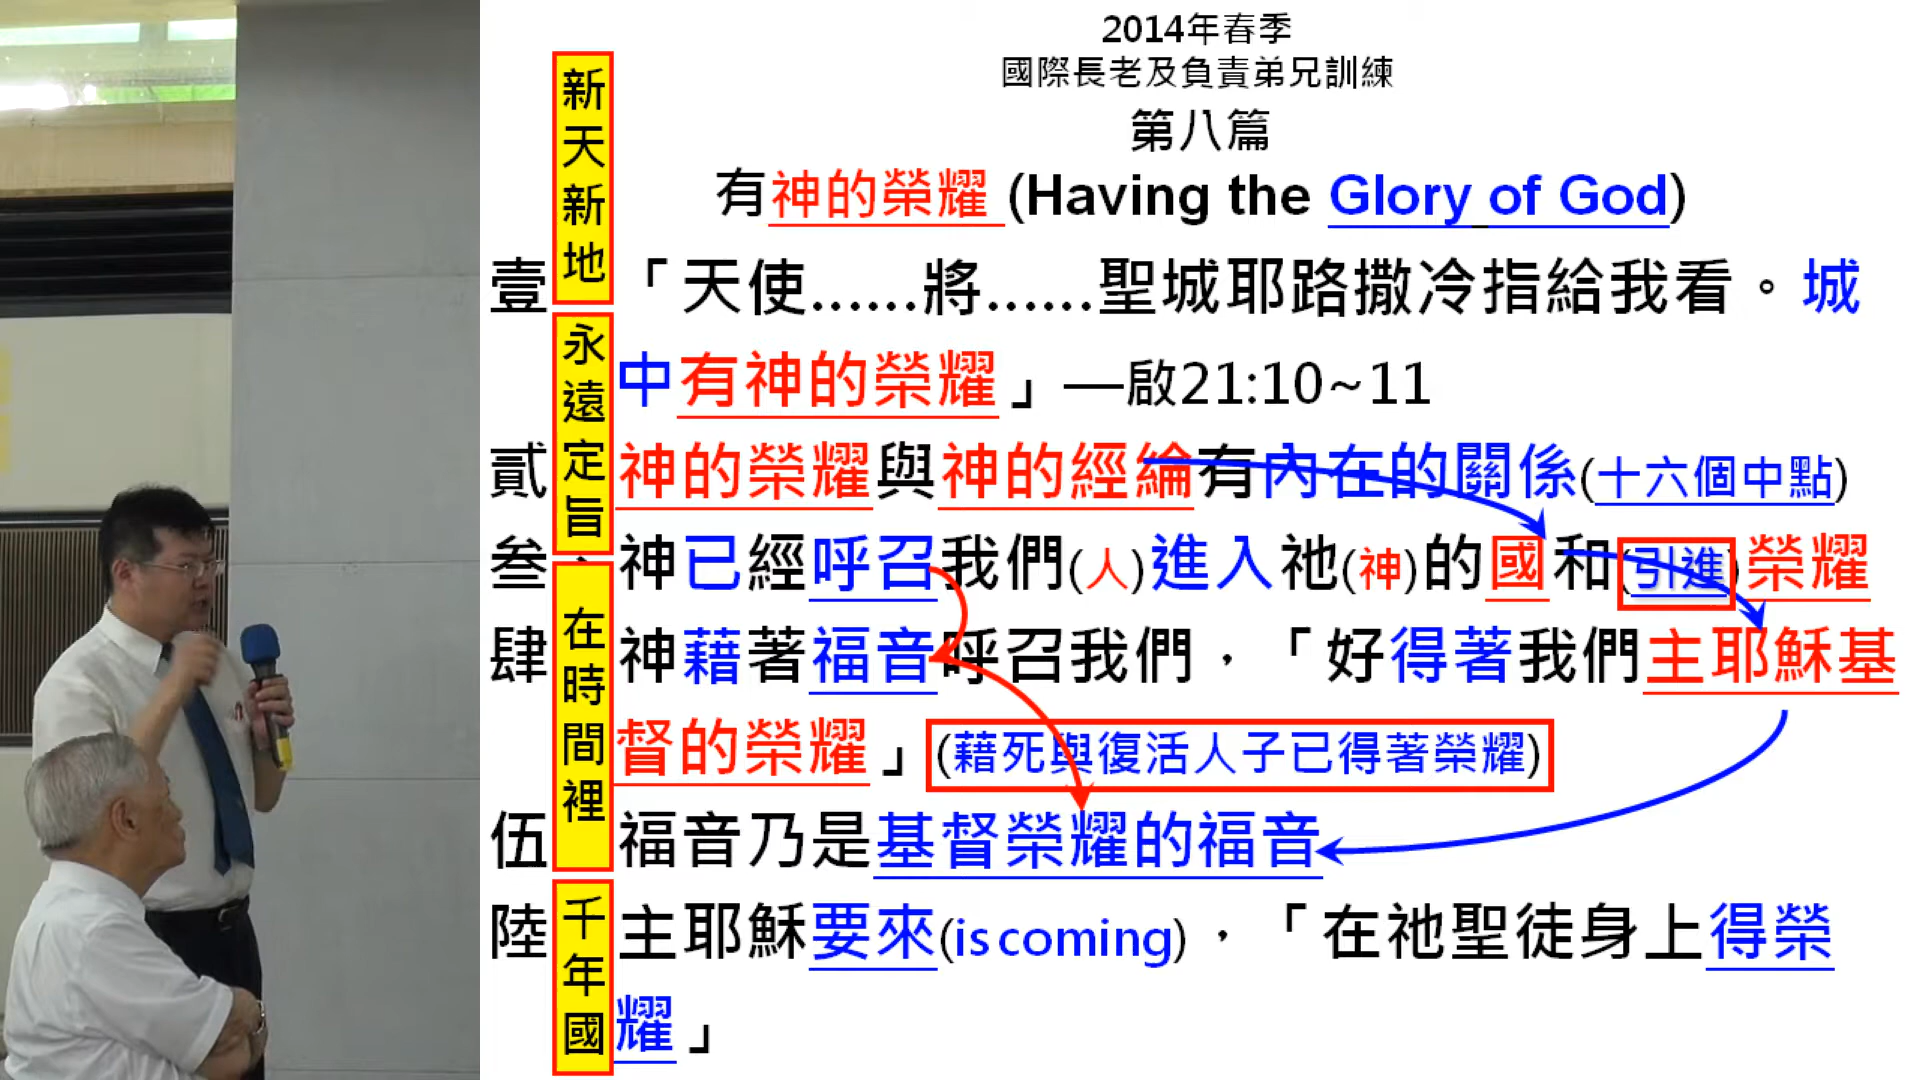 2014年春季
國際長老及負責弟兄訓練
第八篇
有神的榮耀 (Having the Glory of God)
壹 「天使……將……聖城耶路撒冷指給我看。城
中有神的榮耀」—啟21:10~11
貳 神的榮耀與神的經綸有內在的關係(十六個中點)
叁、神已經呼召我們(人)進入祂(神)的國和(引進)榮耀
肆 神藉著福音呼召我們，「好得著我們主耶穌基
督的榮耀」(藉死與復活人子已得著榮耀)
伍 福音乃是基督榮耀的福音
陸 主耶穌要來(is coming)，「在祂聖徒身上得榮
耀」
新天新地
永遠定旨
在時間裡
千年國